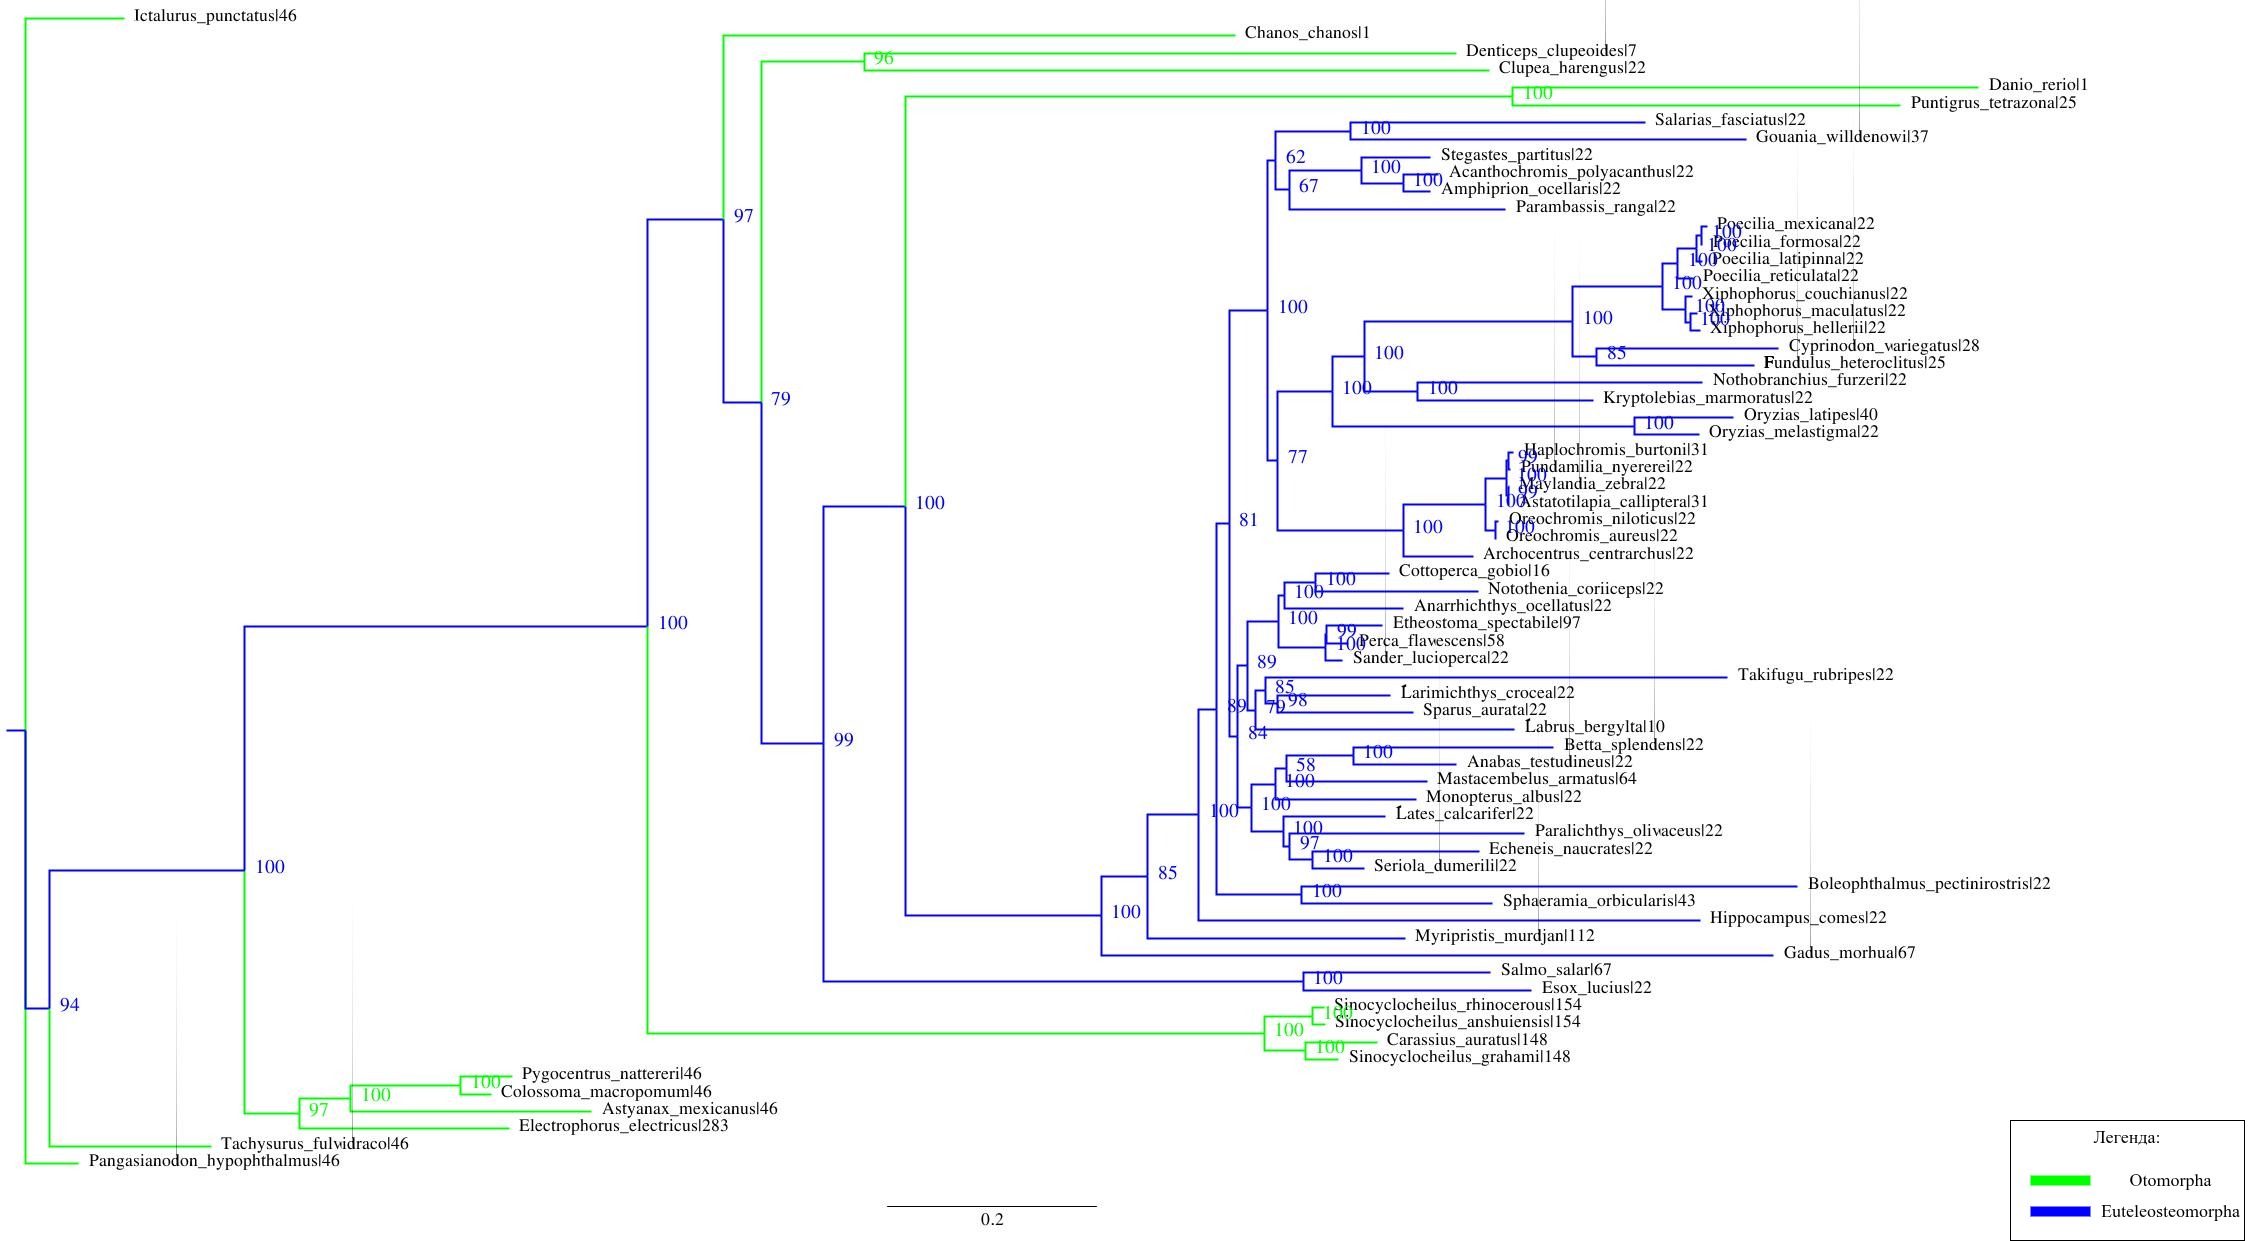 Ictalurus_punctatus|46
Chanos_chanos|1
Denticeps_clupeoides|7
96
Clupea_harengus|22
Danio_rerio|1
100
Puntigrus_tetrazona|25
Salarias_fasciatus|22
100
Gouania_willdenowi|37
62
Stegastes_partitus|22
100
Acanthochromis_polyacanthus|22
100
Amphiprion_ocellaris|22
67
Parambassis_ranga|22
97
Poecilia_mexicana|22
100
Poecilia_formosa|22
100
Poecilia_latipinna|22
100
Poecilia_reticulata|22
100
Xiphophorus_couchianus|22
100
Xiphophorus_maculatus|22
100
Xiphophorus_hellerii|22
100
100
Cyprinodon_variegatus|28
100
85
Fundulus_heteroclitus|25
Nothobranchius_furzeri|22
100
100
Kryptolebias_marmoratus|22
79
Oryzias_latipes|40
100
Oryzias_melastigma|22
Haplochromis_burtoni|31
99
77
Pundamilia_nyererei|22
100
Maylandia_zebra|22
99
100
Astatotilapia_calliptera|31
100
Oreochromis_niloticus|22
81
100
100
Oreochromis_aureus|22
Archocentrus_centrarchus|22
Cottoperca_gobio|16
100
Notothenia_coriiceps|22
100
Anarrhichthys_ocellatus|22
100
100
Etheostoma_spectabile|97
99
Perca_flavescens|58
100
Sander_lucioperca|22
89
Takifugu_rubripes|22
85
Larimichthys_crocea|22
98
79
89
Sparus_aurata|22
Labrus_bergylta|10
84
99
Betta_splendens|22
100
Anabas_testudineus|22
58
Mastacembelus_armatus|64
100
Monopterus_albus|22
100
100
Lates_calcarifer|22
100
Paralichthys_olivaceus|22
97
Echeneis_naucrates|22
100
Seriola_dumerili|22
100
85
Boleophthalmus_pectinirostris|22
100
Sphaeramia_orbicularis|43
100
Hippocampus_comes|22
Myripristis_murdjan|112
Gadus_morhua|67
Salmo_salar|67
100
Esox_lucius|22
94
Sinocyclocheilus_rhinocerous|154
100
Sinocyclocheilus_anshuiensis|154
100
Carassius_auratus|148
100
Sinocyclocheilus_grahami|148
Pygocentrus_nattereri|46
100
Colossoma_macropomum|46
100
Astyanax_mexicanus|46
97
Electrophorus_electricus|283
Tachysurus_fulvidraco|46
Pangasianodon_hypophthalmus|46
0.2
Легенда:
Otomorpha
Euteleosteomorpha